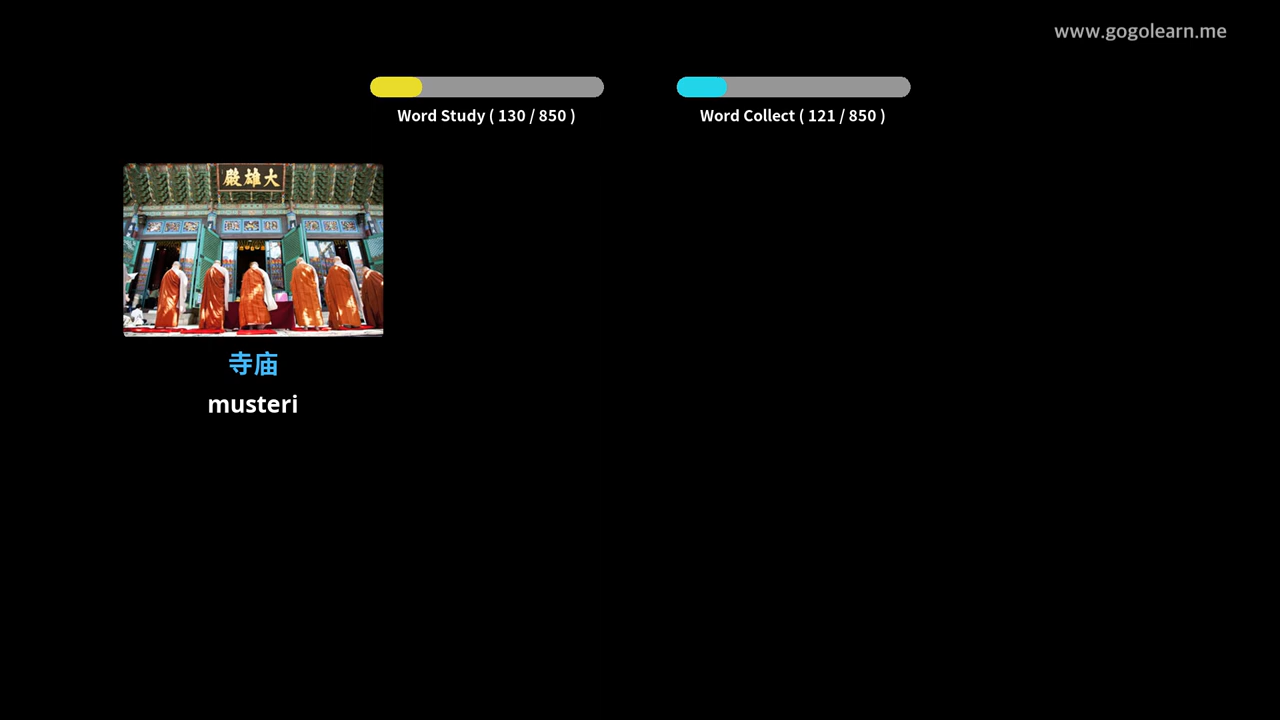 www.gogolearn.me
Word Study ( 130 / 850 )
Word Collect ( 121 / 850 )
殿雄大
寺庙
musteri